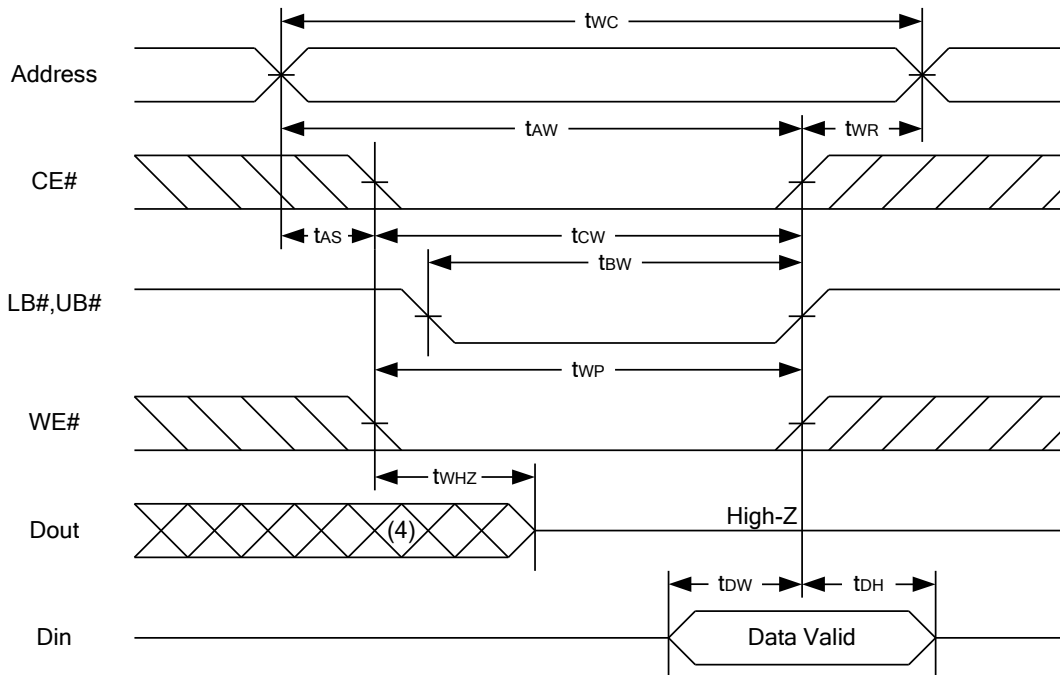 tWC
Address
tAW
tWR
CE#
tAS
tCW
tBW
LB#,UB#
tWP
WE#
tWHZ
Dout
(4)
High-Z
tDW
tDH
Din
Data Valid